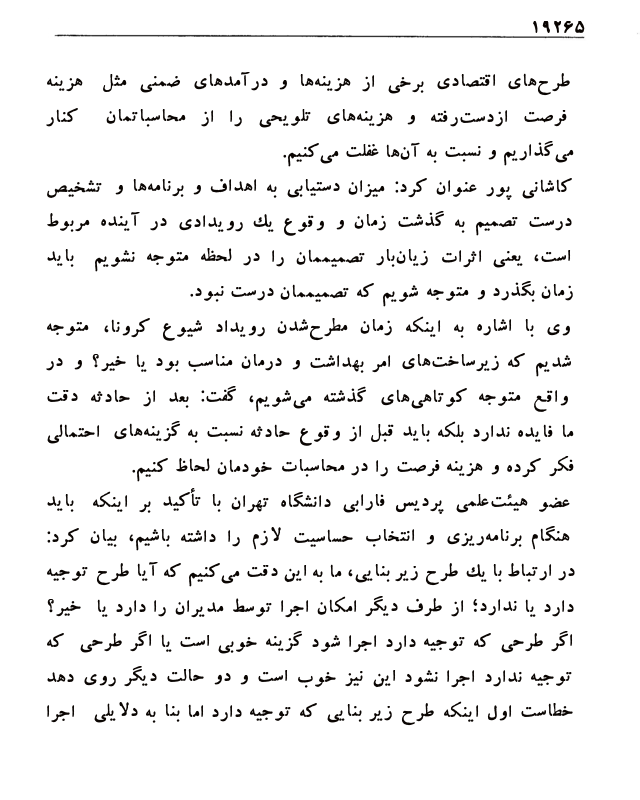 ۱۹۲۶۵
طرح‌های اقتصادی برخی از هزینه‌ها و درآمدهای ضمنی مثل هزینه
فرصت ازدست‌رفته و هزینه‌های تلویحی را از محاسباتمان کنار
می‌گذاریم و نسبت به آن‌ها غفلت می‌کنیم.
کاشانی پور عنوان کرد: میزان دستیابی به اهداف و برنامه‌ها و تشخیص
درست تصمیم به گذشت زمان و وقوع یك رویدادی در آینده مربوط
است، یعنی اثرات زیان‌بار تصمیممان را در لحظه متوجه نشویم باید
زمان بگذرد و متوجه شویم که تصمیممان درست نبود.
وی با اشاره به اینکه زمان مطرح‌شدن رویداد شیوع کرونا، متوجه
شدیم که زیرساخت‌های امر بهداشت و درمان مناسب بود یا خیر؟ و در
واقع متوجه کوتاهی‌های گذشته می‌شویم، گفت: بعد از حادثه دقت
ما فایده ندارد بلکه باید قبل از وقوع حادثه نسبت به گزینه‌های احتمالی
فکر کرده و هزینه فرصت را در محاسبات خودمان لحاظ کنیم.
عضو هیئت‌علمی پردیس فارابی دانشگاه تهران با تأکید بر اینکه باید
هنگام برنامه‌ریزی و انتخاب حساسیت لازم را داشته باشیم، بیان کرد:
در ارتباط با یك طرح زیر بنایی، ما به این دقت می‌کنیم که آیا طرح توجیه
دارد یا ندارد؛ از طرف دیگر امکان اجرا توسط مدیران را دارد یا خیر؟
اگر طرحی که توجیه دارد اجرا شود گزینه خوبی است یا اگر طرحی که
توجیه ندارد اجرا نشود این نیز خوب است و دو حالت دیگر روی دهد
خطاست اول اینکه طرح زیر بنایی که توجیه دارد اما بنا به دلایلی اجرا